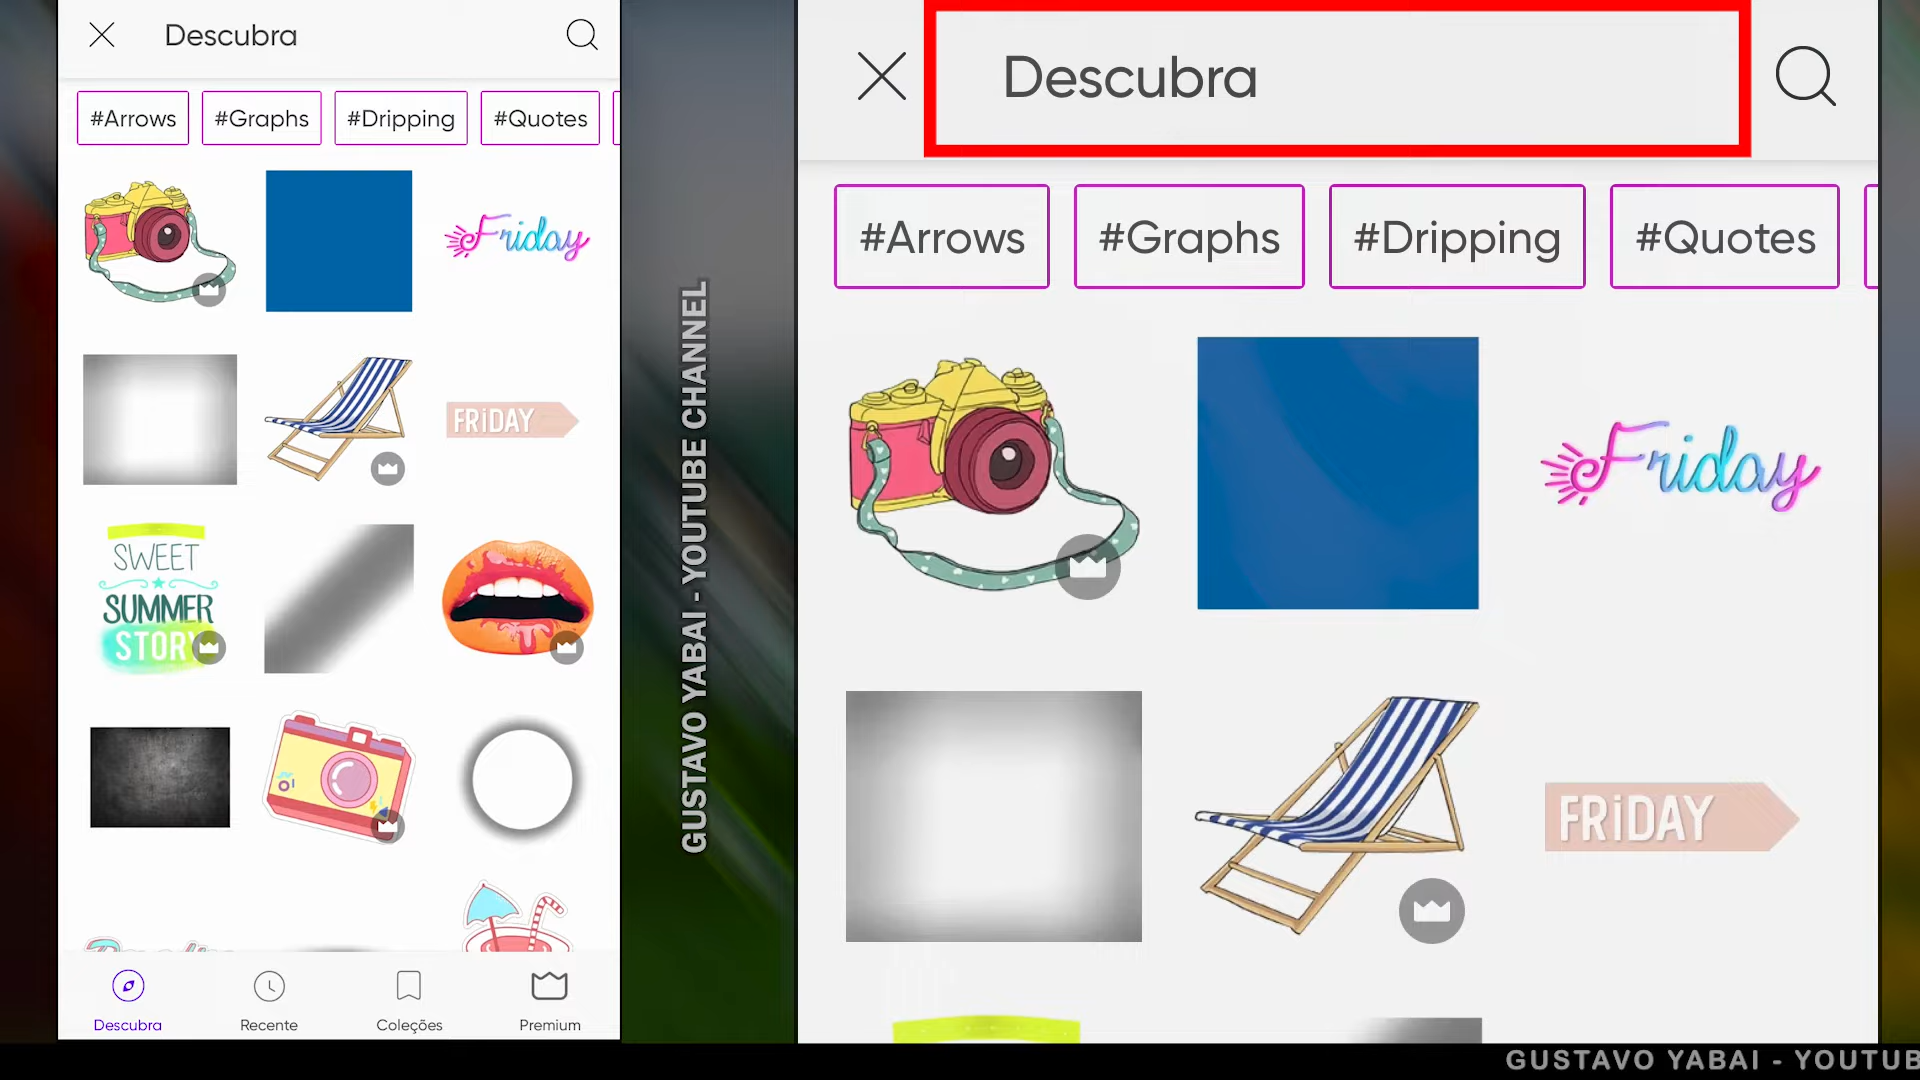 Descubra
#Arrows
#Graphs
#Dripping
#Quotes
Friday
FRiDAY
SWEET
SUMMER
STORY
Descubra
Recente
Coleções
Premium
GUSTAVO YABAI - YOUTUBE CHANNEL
Descubra
#Arrows
#Graphs
#Dripping
#Quotes
Friday
FRiDAY
GUSTAVO YABAI - YOUTUB